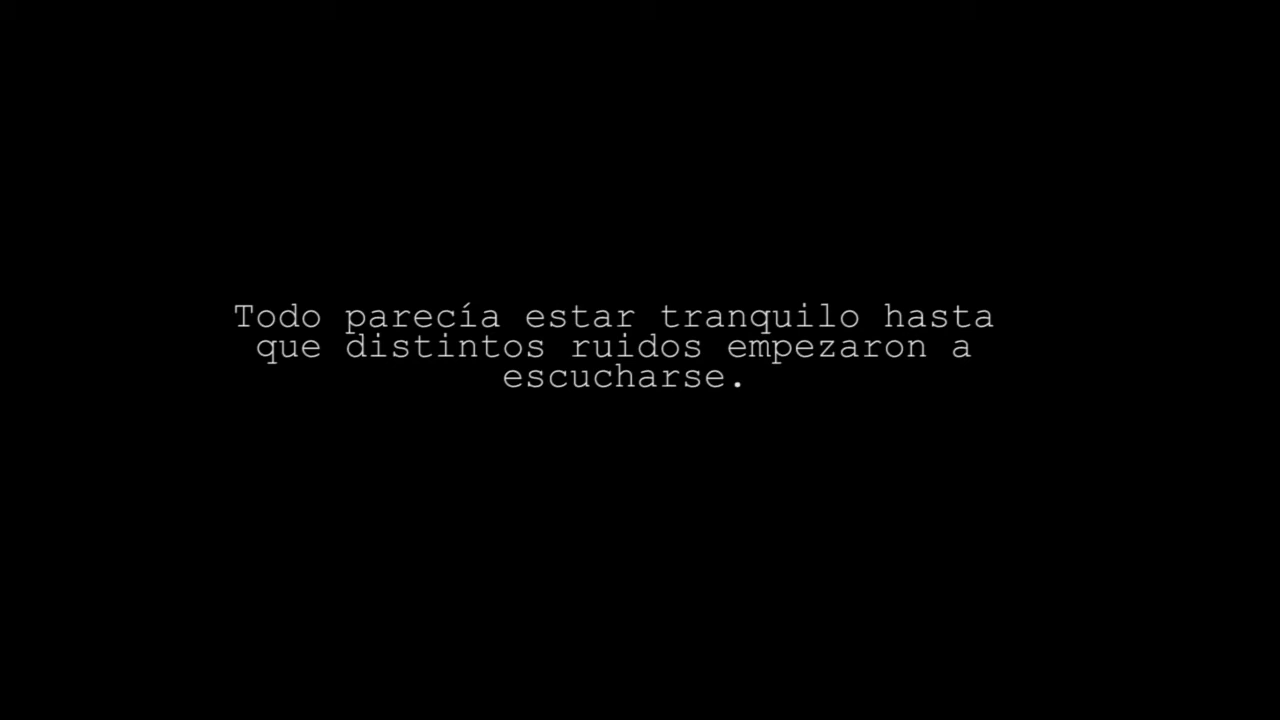 Todo parecía estar tranquilo hasta
que distintos ruidos empezaron a
escucharse.